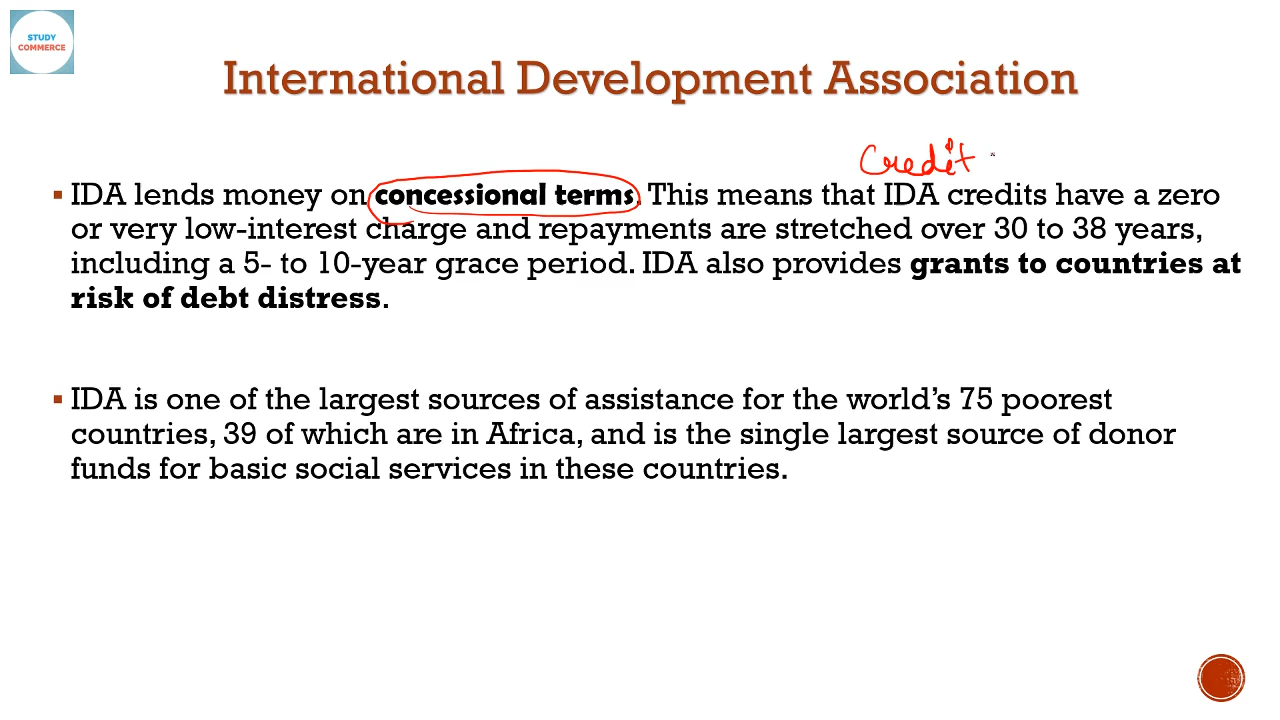 STUDY
COMMERCE
International Development Association
Credit
▪ IDA lends money on concessional terms. This means that IDA credits have a zero
or very low-interest charge and repayments are stretched over 30 to 38 years,
including a 5- to 10-year grace period. IDA also provides grants to countries at
risk of debt distress.
▪ IDA is one of the largest sources of assistance for the world’s 75 poorest
countries, 39 of which are in Africa, and is the single largest source of donor
funds for basic social services in these countries.